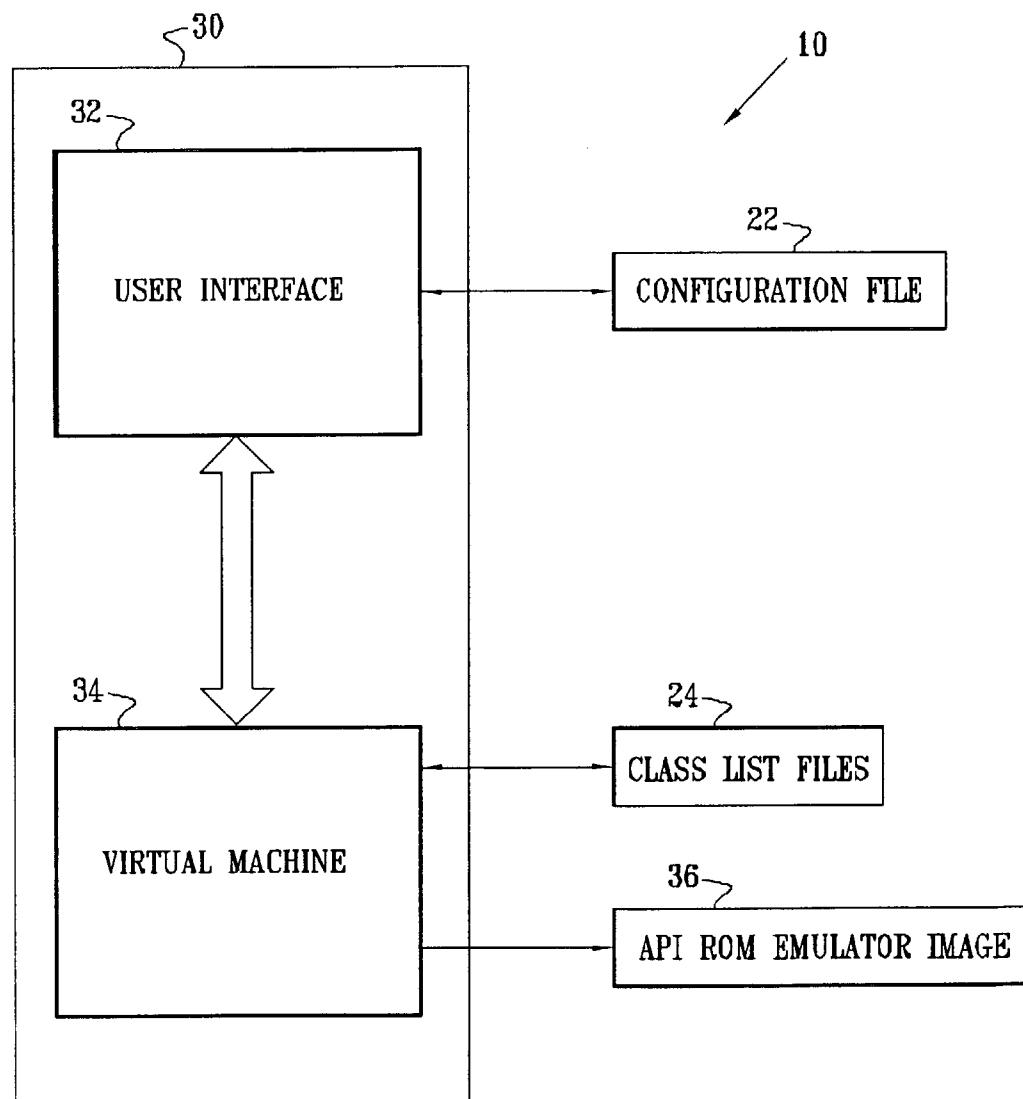 30
10
32
22
USER INTERFACE
CONFIGURATION FILE
34
24
CLASS LIST FILES
VIRTUAL MACHINE
36
API ROM EMULATOR IMAGE